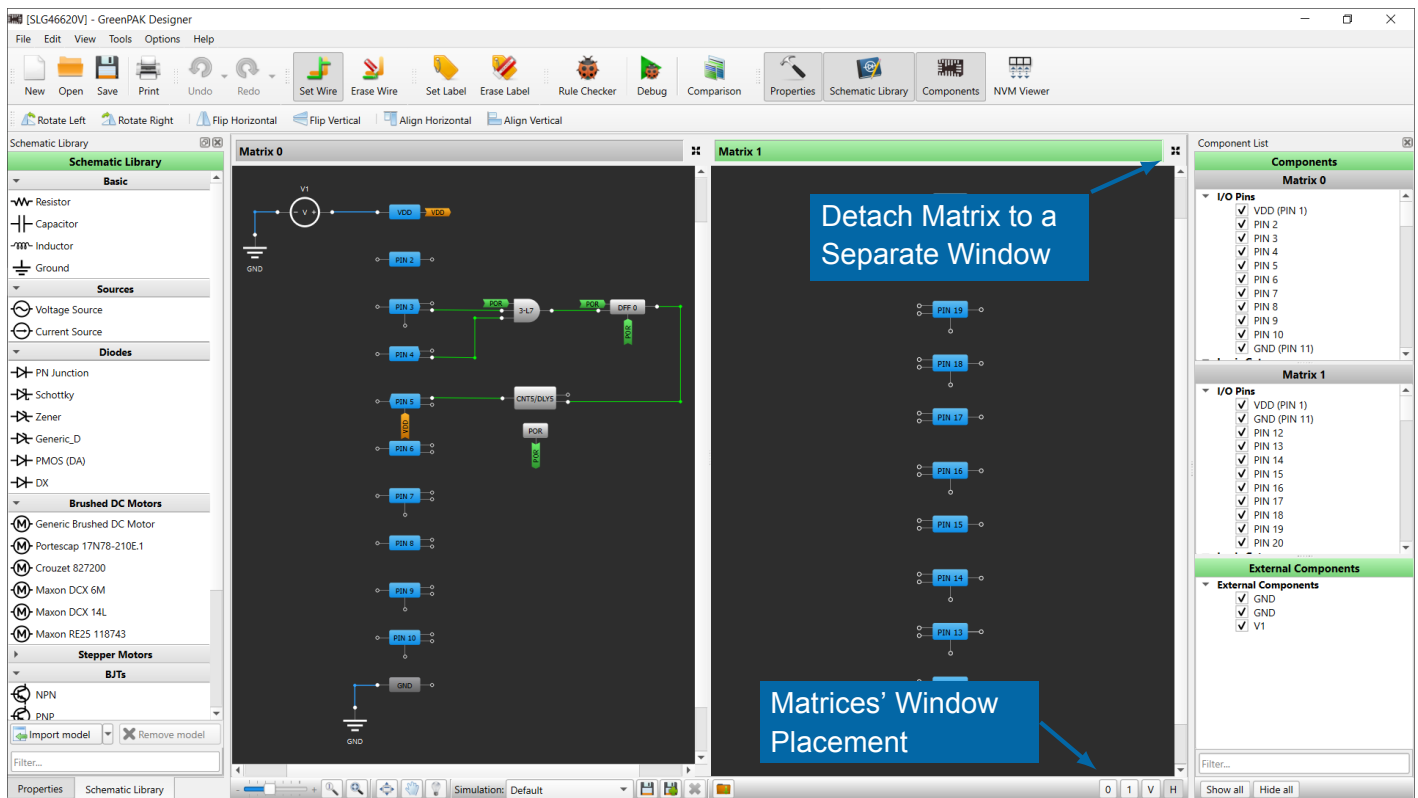 [SLG46620V] - GreenPAK Designer
File Edit View Tools Options Help
New Open Save Print Undo Redo Set Wire Erase Wire Set Label Erase Label Rule Checker Debug Comparison Properties Schematic Library Components NVM Viewer
Rotate Left Rotate Right Flip Horizontal Flip Vertical Align Horizontal Align Vertical
Schematic Library
Schematic Library
Basic
Resistor
Capacitor
Inductor
Ground
Sources
Voltage Source
Current Source
Diodes
PN Junction
Schottky
Zener
Generic_D
PMOS (DA)
DX
Brushed DC Motors
Generic Brushed DC Motor
Portescap 17N78-210E.1
Crouzet 827200
Maxon DCX 6M
Maxon DCX 14L
Maxon RE25 118743
Stepper Motors
BJTs
NPN
PNP
Import model Remove model
Filter...
Properties Schematic Library
Matrix 0
V1
- V +
VDD VDD
GND
PIN 2
PIN 3 POR 3-L7 POR DFF 0
POR
PIN 4
PIN 5 CNT5/DLY5
VDD
POR
PIN 6
POR
PIN 7
PIN 8
PIN 9
PIN 10
GND
GND
Simulation: Default
Matrix 1
Detach Matrix to a
Separate Window
PIN 19
PIN 18
PIN 17
PIN 16
PIN 15
PIN 14
PIN 13
Matrices' Window
Placement
0 1 V H
Component List
Components
Matrix 0
I/O Pins
VDD (PIN 1)
PIN 2
PIN 3
PIN 4
PIN 5
PIN 6
PIN 7
PIN 8
PIN 9
PIN 10
GND (PIN 11)
Matrix 1
I/O Pins
VDD (PIN 1)
GND (PIN 11)
PIN 12
PIN 13
PIN 14
PIN 15
PIN 16
PIN 17
PIN 18
PIN 19
PIN 20
External Components
External Components
GND
GND
V1
Filter...
Show all Hide all